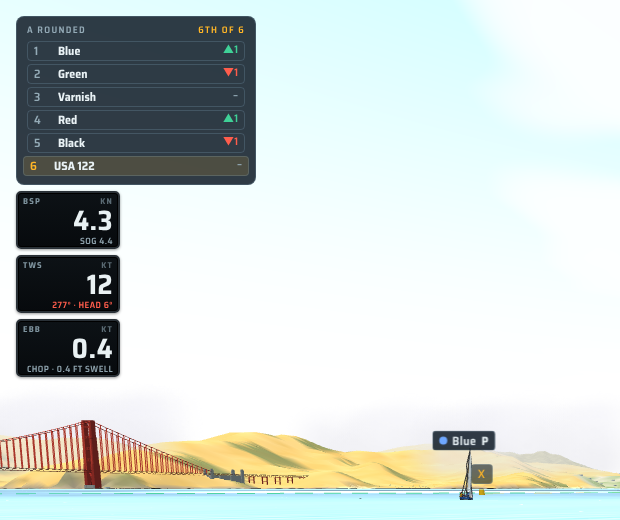 A ROUNDED 6TH OF 6
1 Blue ▲1
2 Green ▼1
3 Varnish –
4 Red ▲1
5 Black ▼1
6 USA 122 –
BSP KN
4.3
SOG 4.4
TWS KT
12
277° · HEAD 6°
EBB KT
0.4
CHOP · 0.4 FT SWELL
Blue P
X